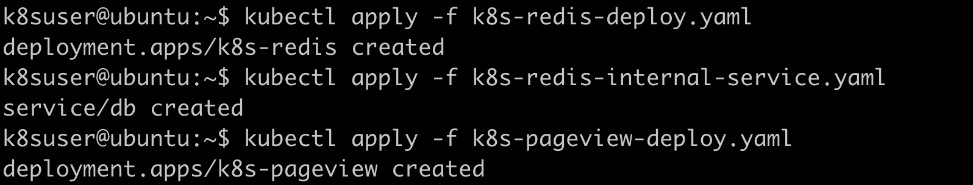 k8suser@ubuntu:~$ kubectl apply -f k8s-redis-deploy.yaml
deployment.apps/k8s-redis created
k8suser@ubuntu:~$ kubectl apply -f k8s-redis-internal-service.yaml
service/db created
k8suser@ubuntu:~$ kubectl apply -f k8s-pageview-deploy.yaml
deployment.apps/k8s-pageview created